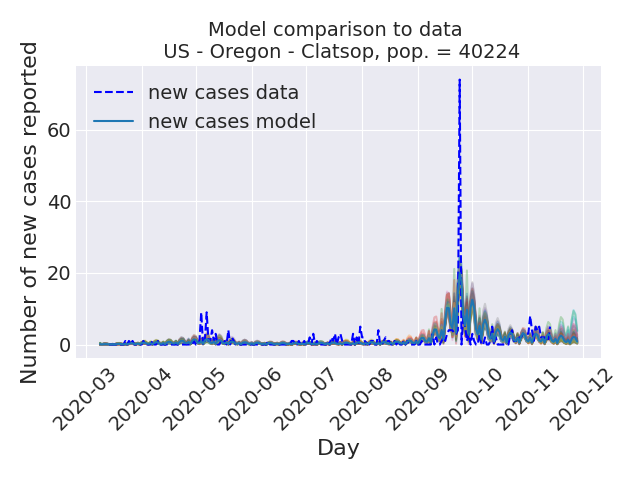 Model comparison to data
US - Oregon - Clatsop, pop. = 40224
Number of new cases reported
60
40
20
0
new cases data
new cases model
2020-03
2020-04
2020-05
2020-06
2020-07
2020-08
2020-09
2020-10
2020-11
2020-12
Day